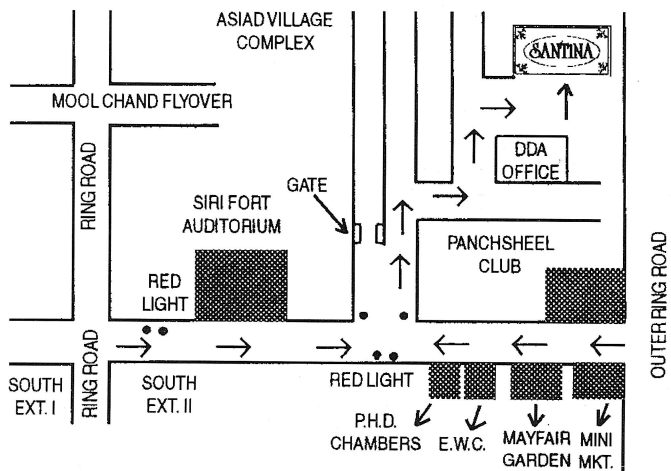 ASIAD VILLAGE
COMPLEX
SANTINA
MOOL CHAND FLYOVER
DDA
OFFICE
RING ROAD
GATE
SIRI FORT
AUDITORIUM
PANCHSHEEL
CLUB
RED
LIGHT
OUTER RING ROAD
RING ROAD
SOUTH
EXT. I
SOUTH
EXT. II
RED LIGHT
P.H.D.
CHAMBERS
E.W.C.
MAYFAIR
GARDEN
MINI
MKT.